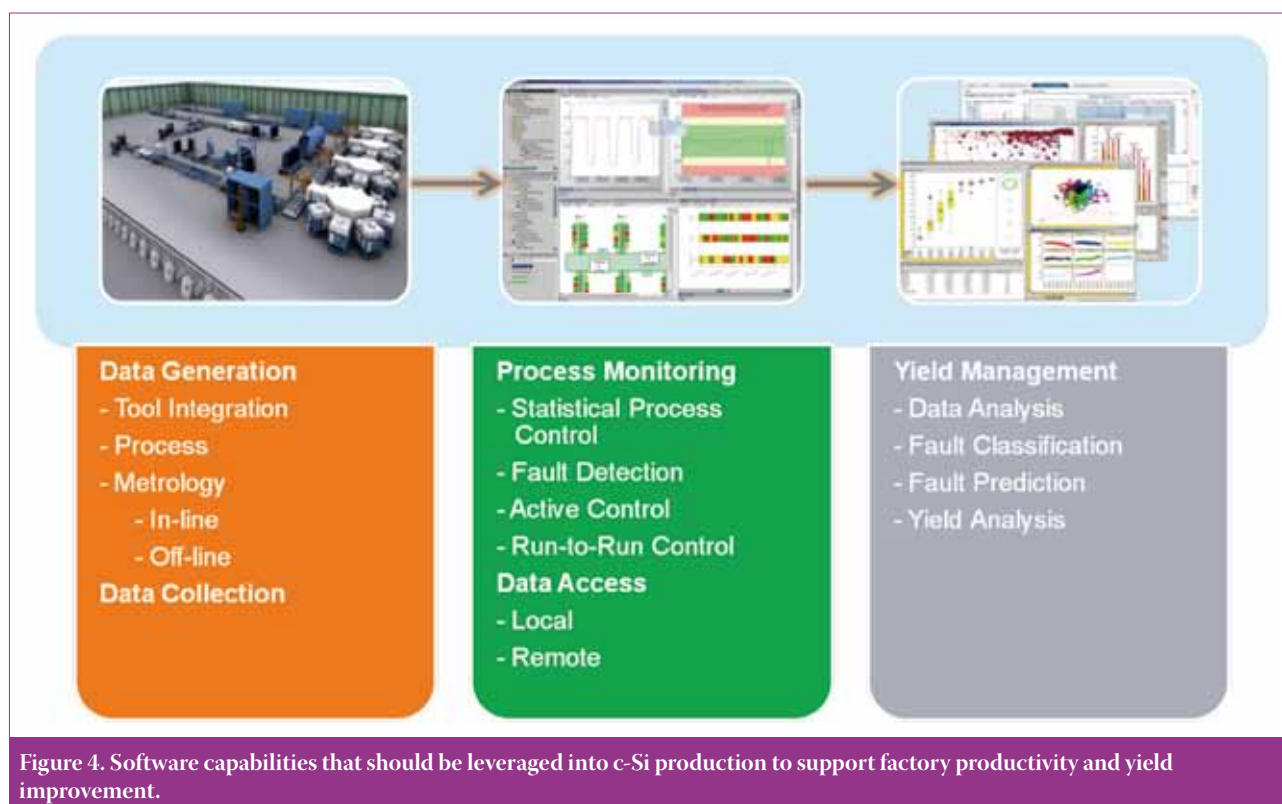 Data Generation
- Tool Integration
- Process
- Metrology
- In-line
- Off-line
Data Collection
Process Monitoring
- Statistical Process
Control
- Fault Detection
- Active Control
- Run-to-Run Control
Data Access
- Local
- Remote
Yield Management
- Data Analysis
- Fault Classification
- Fault Prediction
- Yield Analysis
Figure 4. Software capabilities that should be leveraged into c-Si production to support factory productivity and yield
improvement.